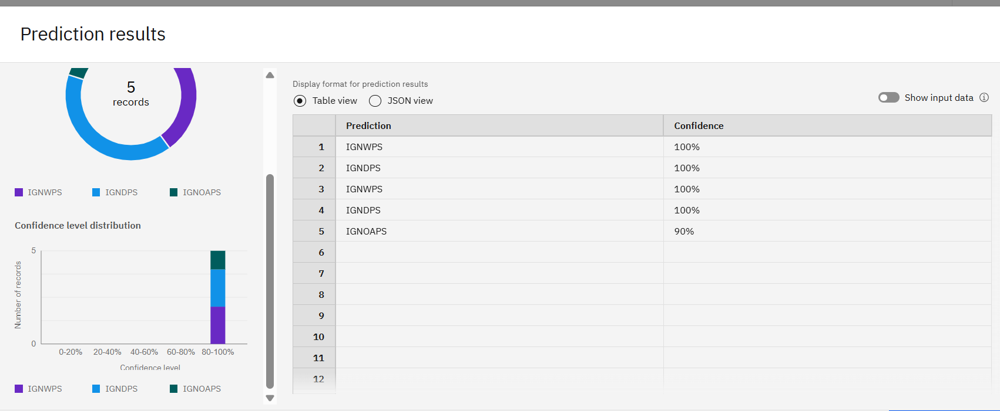 Prediction results
5
records
IGNWPS IGNDPS IGNOAPS
Confidence level distribution
5
Number of records
0
0-20% 20-40% 40-60% 60-80% 80-100%
Confidence level
IGNWPS IGNDPS IGNOAPS
Display format for prediction results
Table view JSON view
Show input data
Prediction Confidence
1 IGNWPS 100%
2 IGNDPS 100%
3 IGNWPS 100%
4 IGNDPS 100%
5 IGNOAPS 90%
6
7
8
9
10
11
12